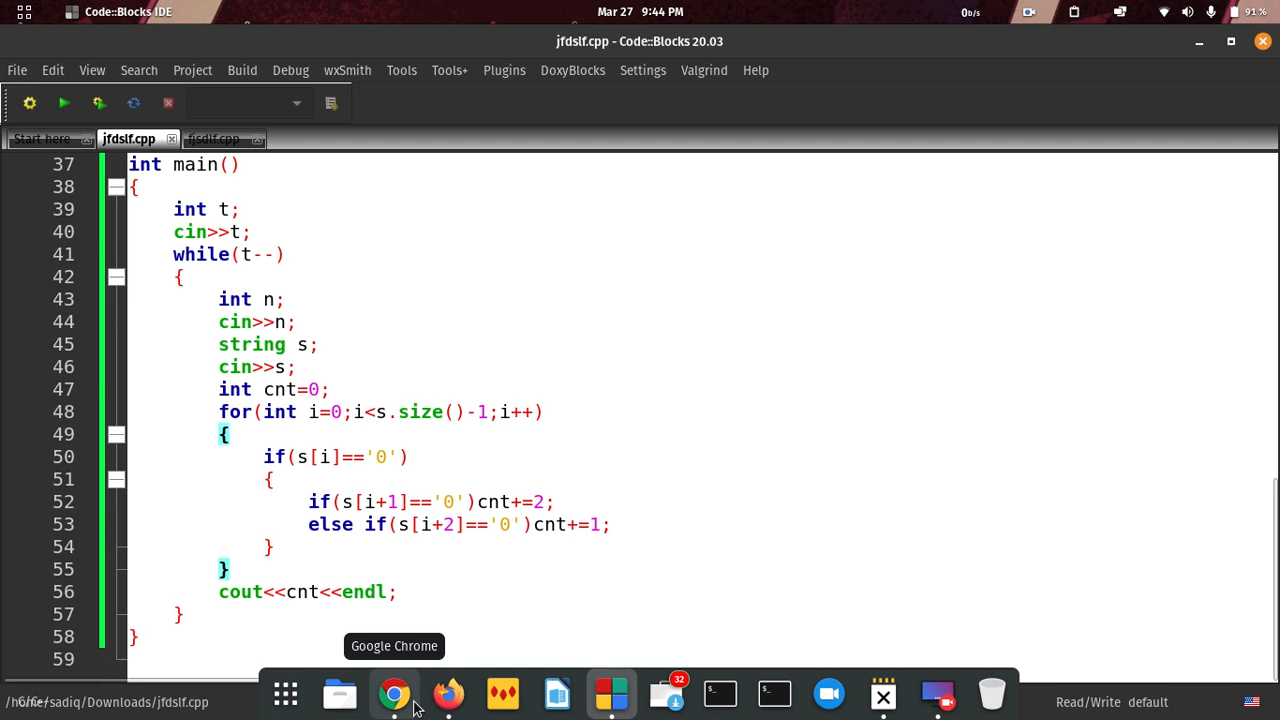 Code::Blocks IDE
Mar 27 9:44 PM
0b/s
91 %
jfdslf.cpp - Code::Blocks 20.03
File Edit View Search Project Build Debug wxSmith Tools Tools+ Plugins DoxyBlocks Settings Valgrind Help
Start here jfdslf.cpp fjsdlf.cpp
37 int main()
38 {
39 int t;
40 cin>>t;
41 while(t--)
42 {
43 int n;
44 cin>>n;
45 string s;
46 cin>>s;
47 int cnt=0;
48 for(int i=0;i<s.size()-1;i++)
49 {
50 if(s[i]=='0')
51 {
52 if(s[i+1]=='0')cnt+=2;
53 else if(s[i+2]=='0')cnt+=1;
54 }
55 }
56 cout<<cnt<<endl;
57 }
58 }
59
Google Chrome
32
/sadiq/Downloads/jfdslf.cpp
Read/Write default